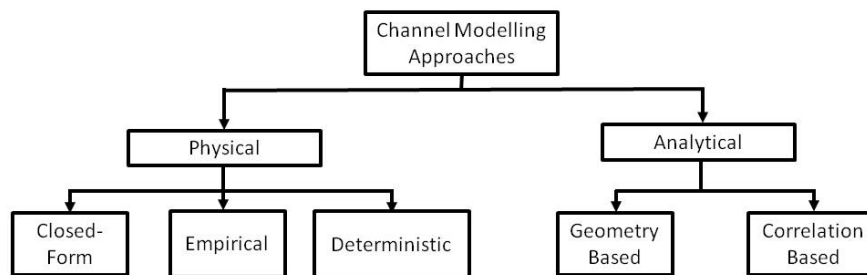 Channel Modelling
Approaches
Physical
Analytical
Closed-
Form
Empirical
Deterministic
Geometry
Based
Correlation
Based